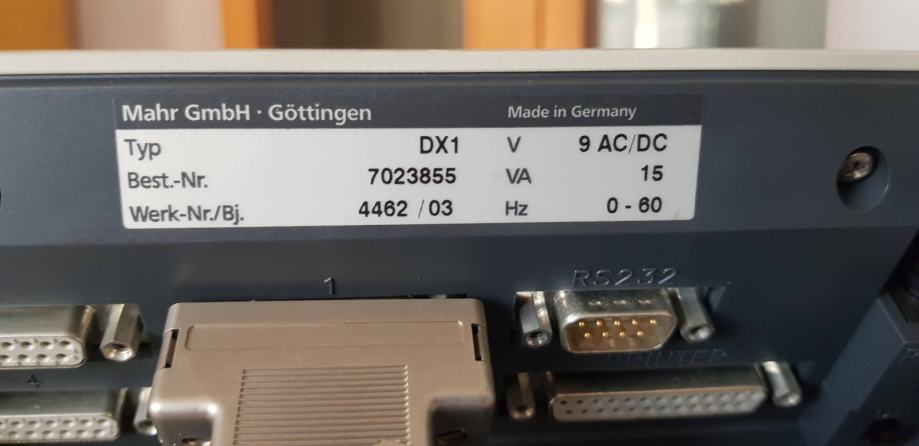 Mahr GmbH · Göttingen Made in Germany
Typ DX1 V 9 AC/DC
Best.-Nr. 7023855 VA 15
Werk-Nr./Bj. 4462 / 03 Hz 0 - 60
1 RS232
PRINTER
4